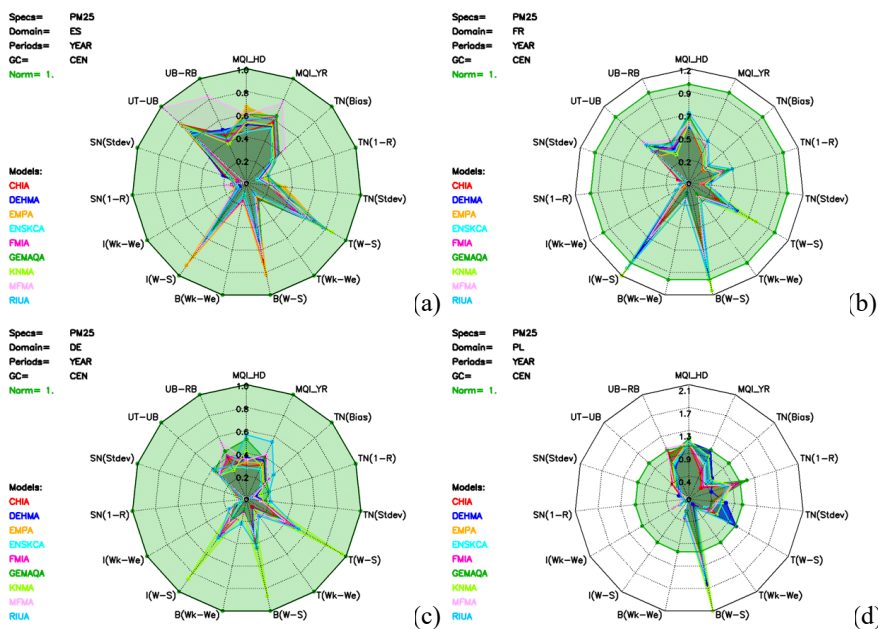 Specs= PM25
Domain= ES
Periods= YEAR
GC= CEN
Norm= 1.
Models:
CHIA
DEHMA
EMPA
ENSKCA
FMIA
GEMAQA
KNMA
MFMA
RIUA
MQI_HD
MQI_YR
TN(Bias)
TN(1-R)
TN(Stdev)
T(W-S)
T(Wk-We)
B(W-S)
B(Wk-We)
I(W-S)
I(Wk-We)
SN(1-R)
SN(Stdev)
UT-UB
UB-RB
1.0
0.8
0.6
0.4
0.2
0
(a)
Specs= PM25
Domain= FR
Periods= YEAR
GC= CEN
Norm= 1.
Models:
CHIA
DEHMA
EMPA
ENSKCA
FMIA
GEMAQA
KNMA
MFMA
RIUA
MQI_HD
MQI_YR
TN(Bias)
TN(1-R)
TN(Stdev)
T(W-S)
T(Wk-We)
B(W-S)
B(Wk-We)
I(W-S)
I(Wk-We)
SN(1-R)
SN(Stdev)
UT-UB
UB-RB
1.2
0.9
0.7
0.5
0.2
0
(b)
Specs= PM25
Domain= DE
Periods= YEAR
GC= CEN
Norm= 1.
Models:
CHIA
DEHMA
EMPA
ENSKCA
FMIA
GEMAQA
KNMA
MFMA
RIUA
MQI_HD
MQI_YR
TN(Bias)
TN(1-R)
TN(Stdev)
T(W-S)
T(Wk-We)
B(W-S)
B(Wk-We)
I(W-S)
I(Wk-We)
SN(1-R)
SN(Stdev)
UT-UB
UB-RB
1.0
0.8
0.6
0.4
0.2
0
(c)
Specs= PM25
Domain= PL
Periods= YEAR
GC= CEN
Norm= 1.
Models:
CHIA
DEHMA
EMPA
ENSKCA
FMIA
GEMAQA
KNMA
MFMA
RIUA
MQI_HD
MQI_YR
TN(Bias)
TN(1-R)
TN(Stdev)
T(W-S)
T(Wk-We)
B(W-S)
B(Wk-We)
I(W-S)
I(Wk-We)
SN(1-R)
SN(Stdev)
UT-UB
UB-RB
2.1
1.7
1.3
0.9
0.4
0
(d)